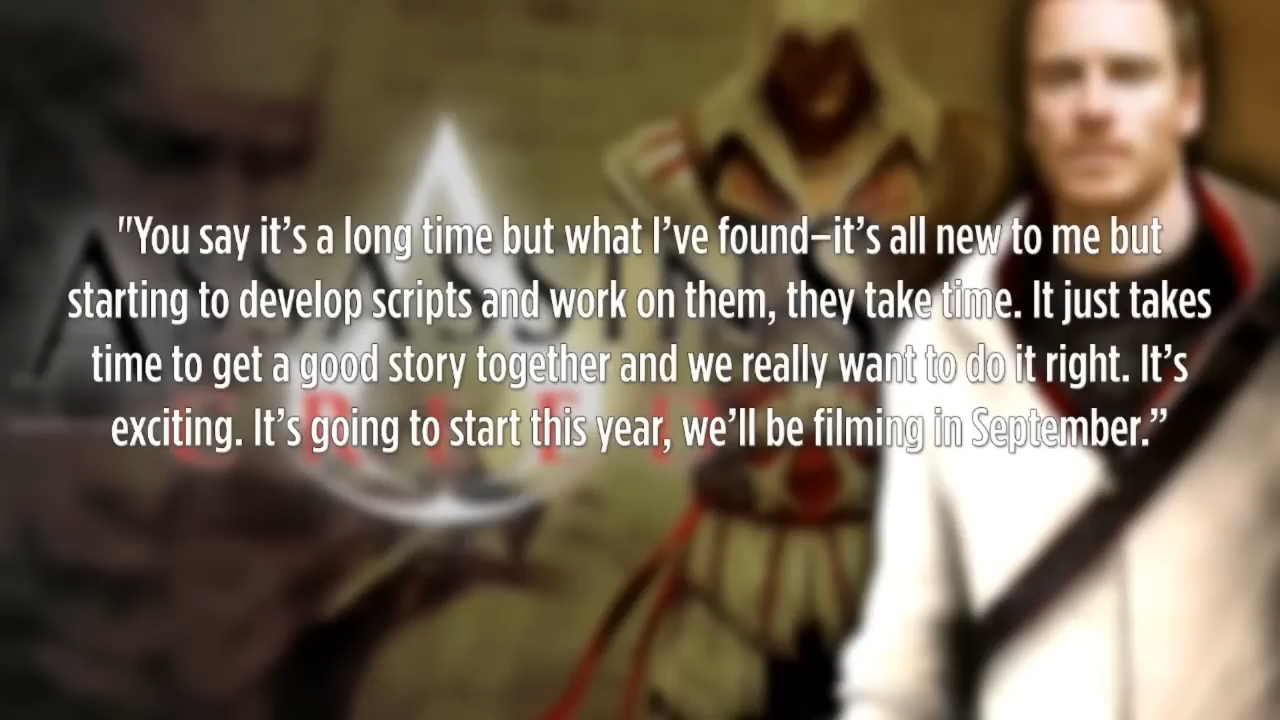 "You say it’s a long time but what I’ve found–it’s all new to me but
starting to develop scripts and work on them, they take time. It just takes
time to get a good story together and we really want to do it right. It’s
exciting. It’s going to start this year, we’ll be filming in September.”
ASSASSIN'S
CREED